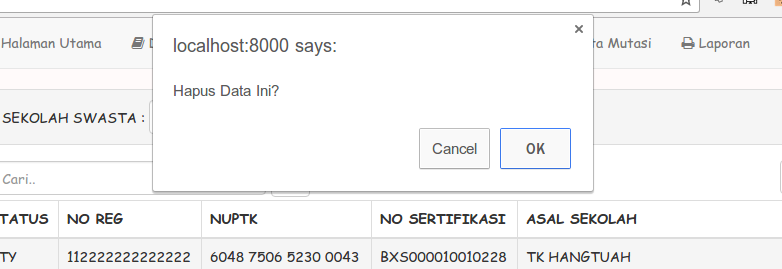 localhost:8000 says:
Hapus Data Ini?
Cancel OK
Halaman Utama Mutasi Laporan
SEKOLAH SWASTA :
Cari..
TATUS NO REG NUPTK NO SERTIFIKASI ASAL SEKOLAH
TY 112222222222222 6048 7506 5230 0043 BXS000010010228 TK HANGTUAH